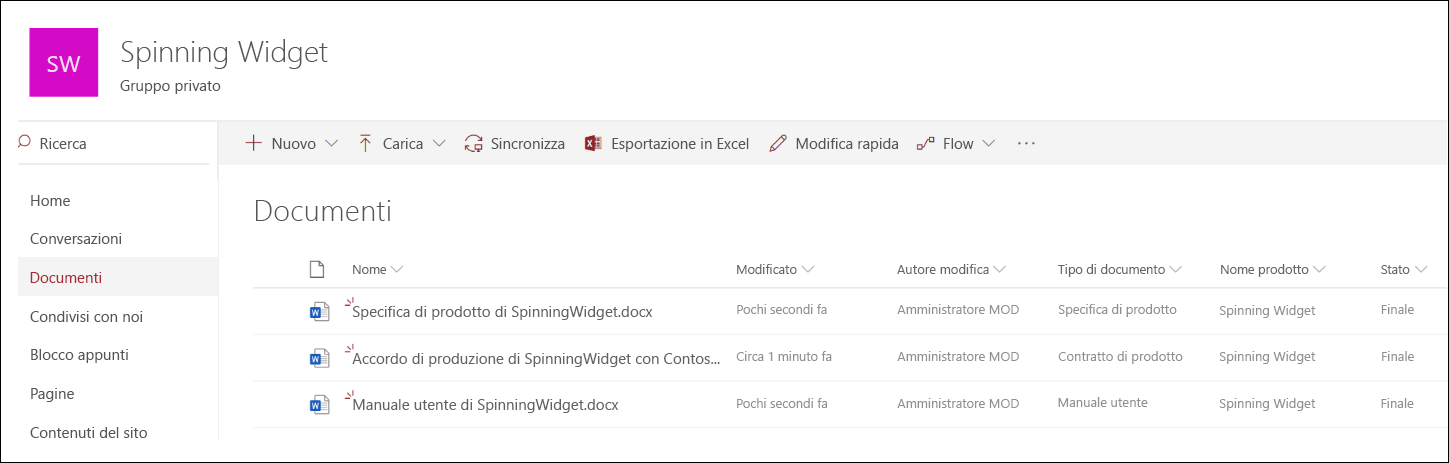 SW
Spinning Widget
Gruppo privato
Ricerca
Nuovo Carica Sincronizza Esportazione in Excel Modifica rapida Flow ...
Home
Conversazioni
Documenti
Condivisi con noi
Blocco appunti
Pagine
Contenuti del sito
Documenti
Nome Modificato Autore modifica Tipo di documento Nome prodotto Stato
Specifica di prodotto di SpinningWidget.docx Pochi secondi fa Amministratore MOD Specifica di prodotto Spinning Widget Finale
Accordo di produzione di SpinningWidget con Contos... Circa 1 minuto fa Amministratore MOD Contratto di prodotto Spinning Widget Finale
Manuale utente di SpinningWidget.docx Pochi secondi fa Amministratore MOD Manuale utente Spinning Widget Finale